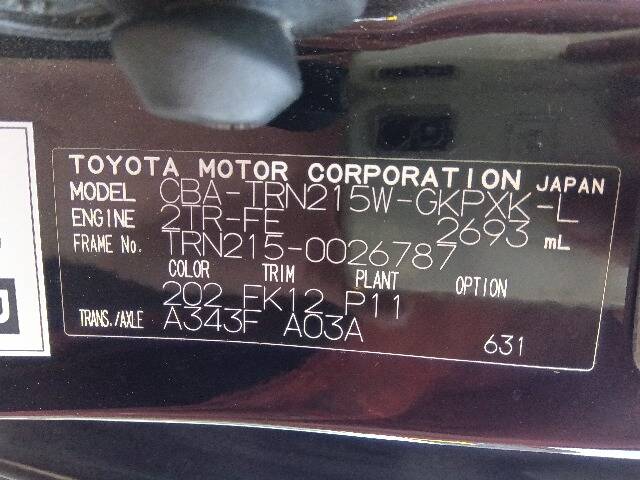 TOYOTA MOTOR CORPORATION JAPAN
MODEL CBA-TRN215W-GKPXK-L
ENGINE 2TR-FE 2693 mL
FRAME No. TRN215-0026787
COLOR TRIM PLANT OPTION
202 FK12 P11
TRANS./AXLE A343F A03A
631